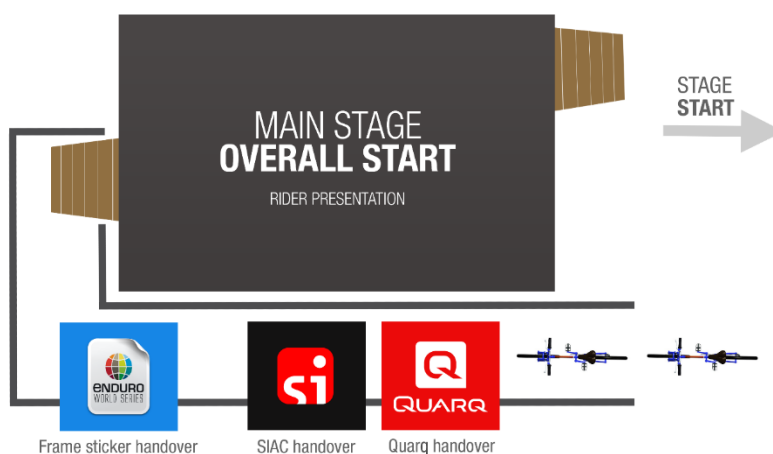 MAIN STAGE
OVERALL START
RIDER PRESENTATION
STAGE
START
ENDURO
WORLD SERIES
si
Q
QUARQ
Frame sticker handover
SIAC handover
Quarq handover